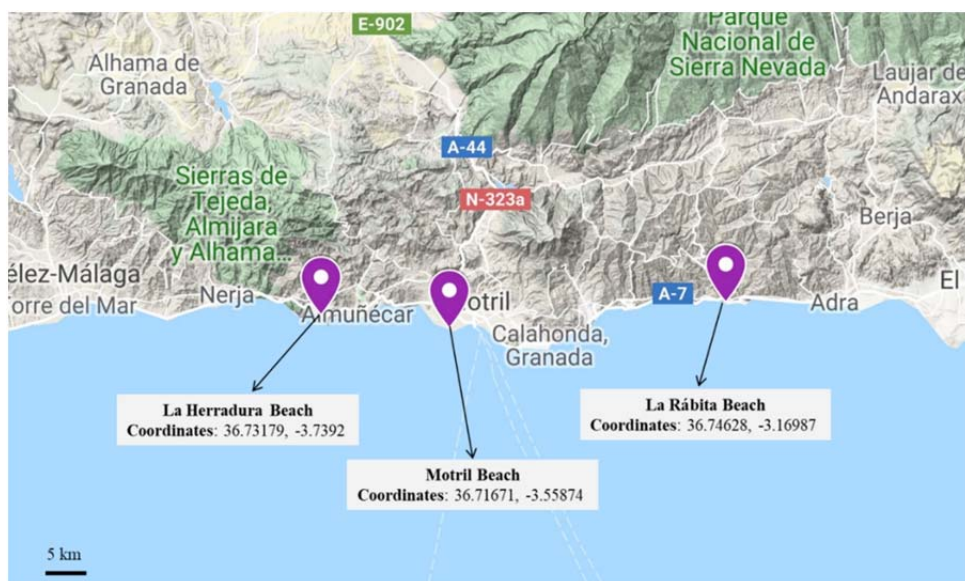 E-902
Parque
Nacional de
Sierra Nevada
Alhama de
Granada
Laujar de
Andarax
A-44
Sierras de
Tejeda,
Almijara
y Alhama...
N-323a
Berja
élez-Málaga
Torre del Mar
Nerja
Almuñécar
otril
A-7
Adra
El
Calahonda,
Granada
La Herradura Beach
Coordinates: 36.73179, -3.7392
La Rábita Beach
Coordinates: 36.74628, -3.16987
Motril Beach
Coordinates: 36.71671, -3.55874
5 km